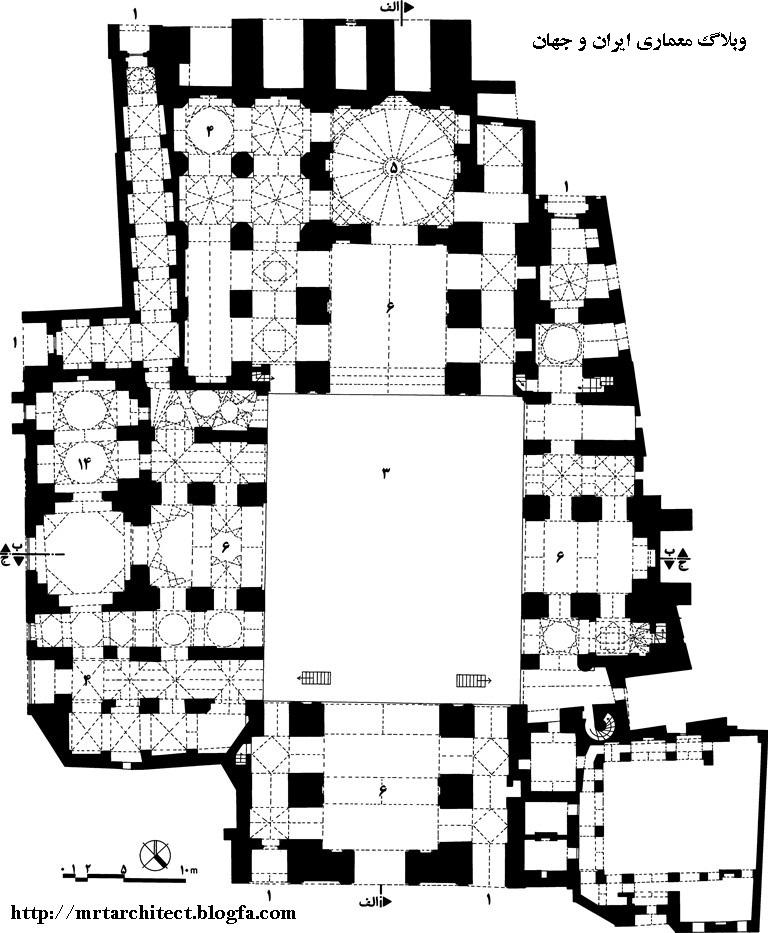 الف
۱
وبلاگ معماری ایران و جهان
۴
۵
۱
۶
۱
۱۴
۳
۶
۶
ب
ج
ب
ج
۴
۶
۰ ۱ ۲ ۵ ۱۰m
۱
الف
۱
http://mrtarchitect.blogfa.com